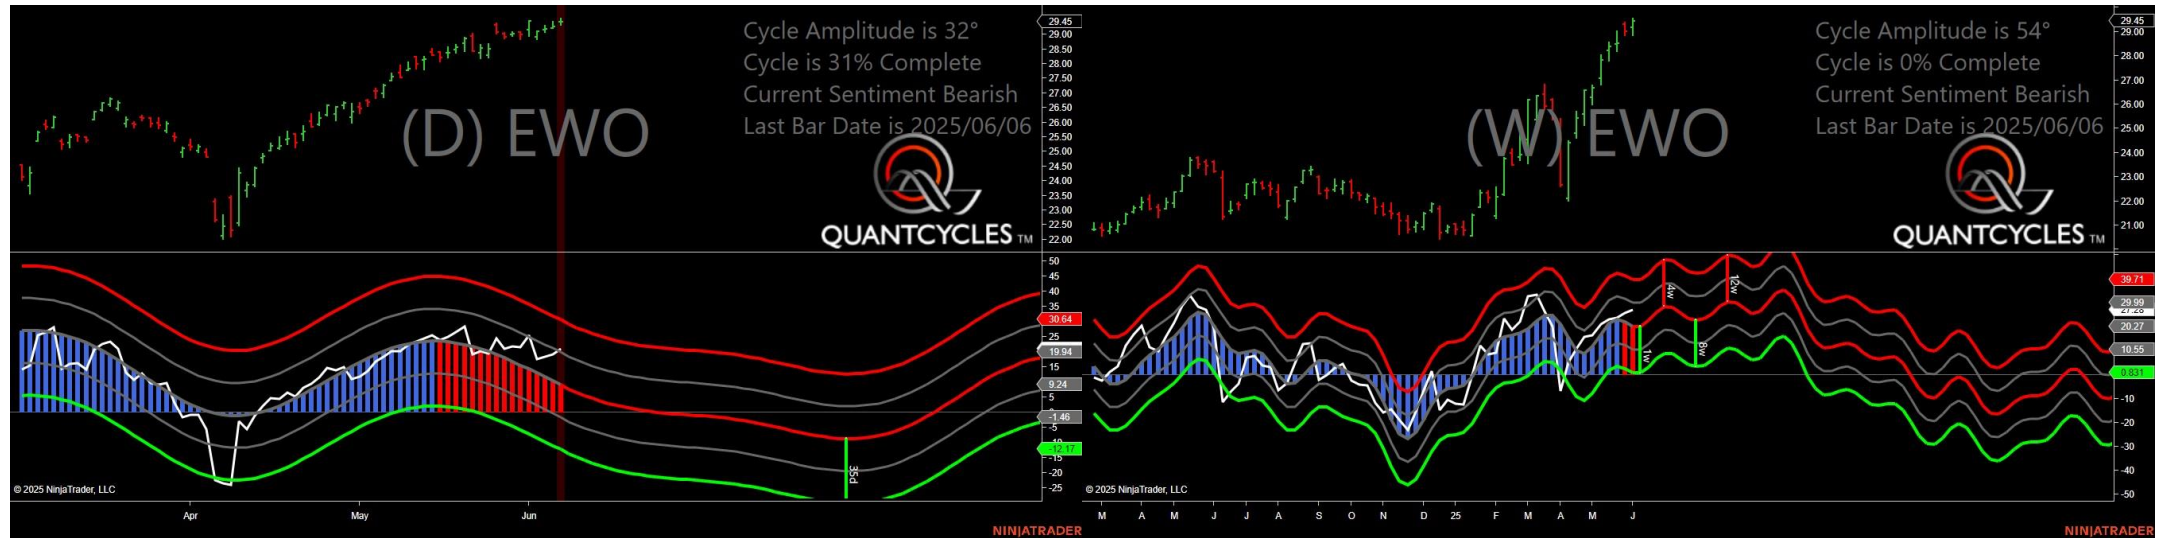 Cycle Amplitude is 32°
Cycle is 31% Complete
Current Sentiment Bearish
Last Bar Date is 2025/06/06
(D) EWO
QUANTCYCLES TM
29.45
29.00
28.50
28.00
27.50
27.00
26.50
26.00
25.50
25.00
24.50
24.00
23.50
23.00
22.50
22.00
50
45
40
35
30.64
25
19.94
15
9.24
5
-1.46
-5
-10
-12.17
-15
-20
-25
35d
© 2025 NinjaTrader, LLC
Apr May Jun
NINJATRADER
Cycle Amplitude is 54°
Cycle is 0% Complete
Current Sentiment Bearish
Last Bar Date is 2025/06/06
(W) EWO
QUANTCYCLES TM
29.45
29.00
28.00
27.00
26.00
25.00
24.00
23.00
22.00
21.00
39.71
29.99
27.28
20.27
10.55
0.831
-10
-20
-30
-40
-50
1w
4w
8w
12w
© 2025 NinjaTrader, LLC
M A M J J A S O N D 25 F M A M J
NINJATRADER